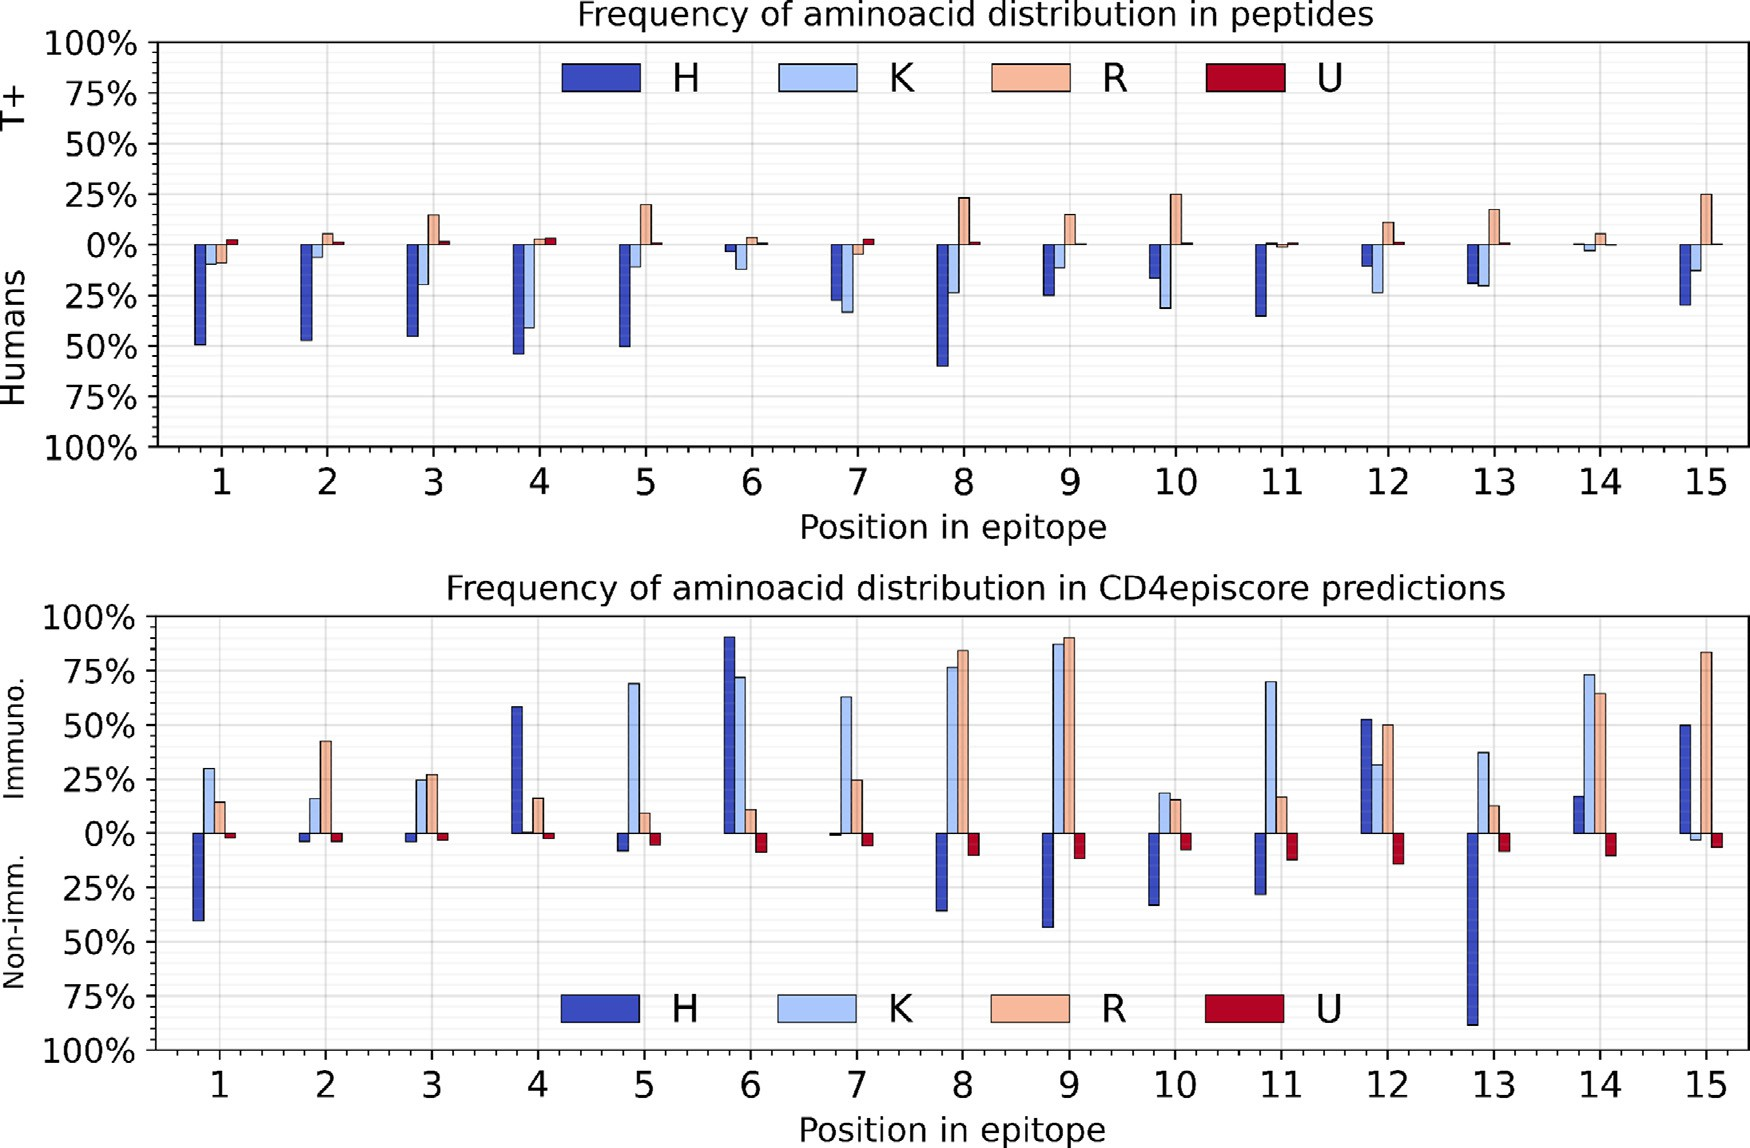 Frequency of aminoacid distribution in peptides
T+
Humans
100%
75%
50%
25%
0%
25%
50%
75%
100%
H K R U
1 2 3 4 5 6 7 8 9 10 11 12 13 14 15
Position in epitope
Frequency of aminoacid distribution in CD4episcore predictions
Immuno.
Non-imm.
100%
75%
50%
25%
0%
25%
50%
75%
100%
H K R U
1 2 3 4 5 6 7 8 9 10 11 12 13 14 15
Position in epitope